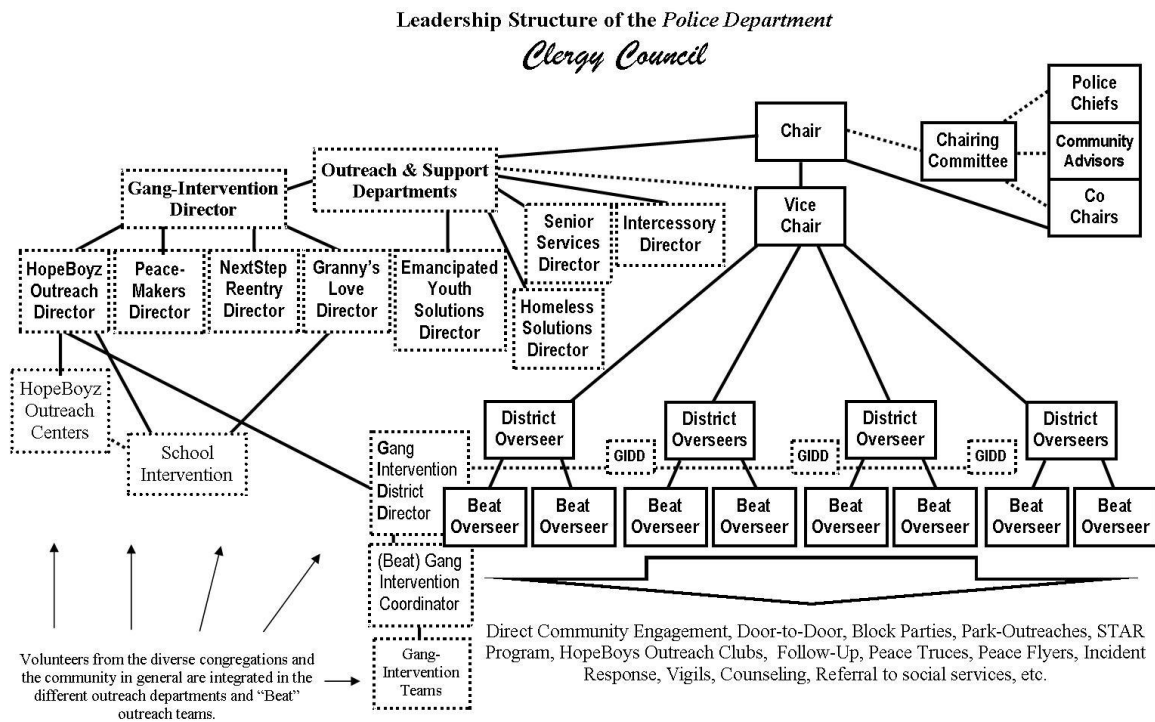 Leadership Structure of the Police Department
Clergy Council
Police
Chiefs
Chair
Chairing
Committee
Community
Advisors
Co
Chairs
Outreach & Support
Departments
Gang-Intervention
Director
Vice
Chair
Senior
Services
Director
Intercessory
Director
HopeBoyz
Outreach
Director
Peace-
Makers
Director
NextStep
Reentry
Director
Granny's
Love
Director
Emancipated
Youth
Solutions
Director
Homeless
Solutions
Director
HopeBoyz
Outreach
Centers
School
Intervention
District
Overseer
District
Overseers
District
Overseer
District
Overseers
GIDD
GIDD
GIDD
Gang
Intervention
District
Director
Beat
Overseer
Beat
Overseer
Beat
Overseer
Beat
Overseer
Beat
Overseer
Beat
Overseer
Beat
Overseer
Beat
Overseer
(Beat) Gang
Intervention
Coordinator
Gang-
Intervention
Teams
Direct Community Engagement, Door-to-Door, Block Parties, Park-Outreaches, STAR
Program, HopeBoys Outreach Clubs, Follow-Up, Peace Truces, Peace Flyers, Incident
Response, Vigils, Counseling, Referral to social services, etc.
Volunteers from the diverse congregations and
the community in general are integrated in the
different outreach departments and “Beat”
outreach teams.